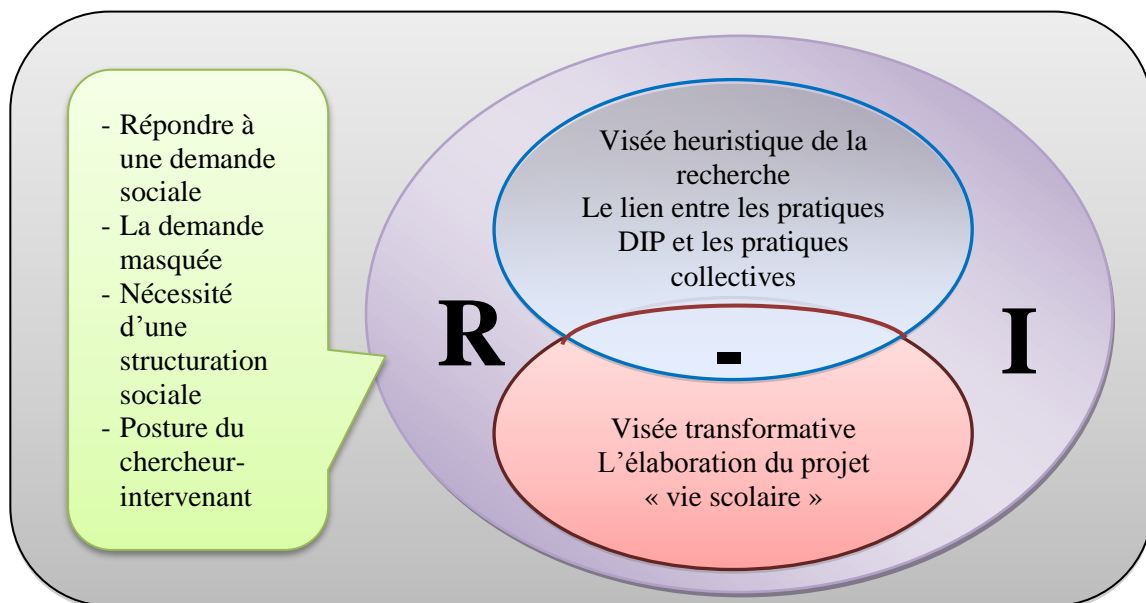 - Répondre à
une demande
sociale
- La demande
masquée
- Nécessité
d’une
structuration
sociale
- Posture du
chercheur-
intervenant
Visée heuristique de la
recherche
Le lien entre les pratiques
DIP et les pratiques
collectives
R - I
Visée transformative
L’élaboration du projet
« vie scolaire »